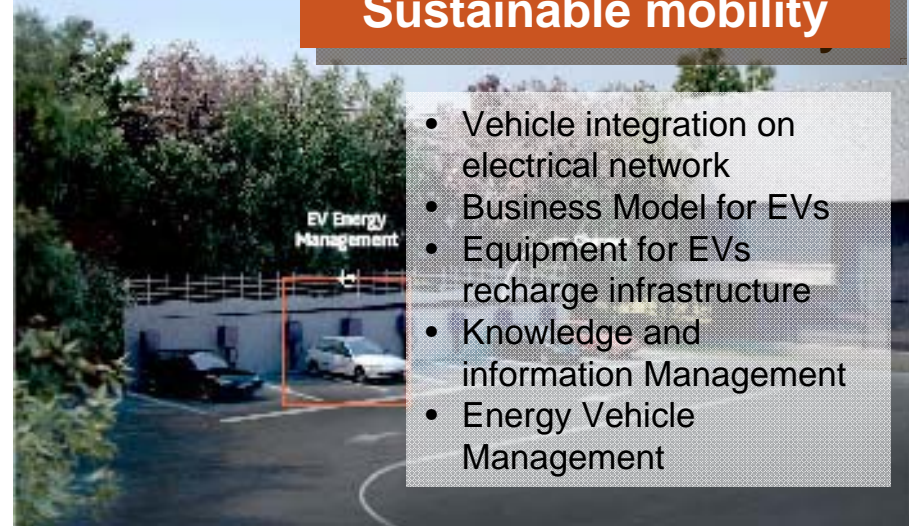 Sustainable mobility
• Vehicle integration on
electrical network
• Business Model for EVs
• Equipment for EVs
recharge infrastructure
• Knowledge and
information Management
• Energy Vehicle
Management
EV Energy
Management